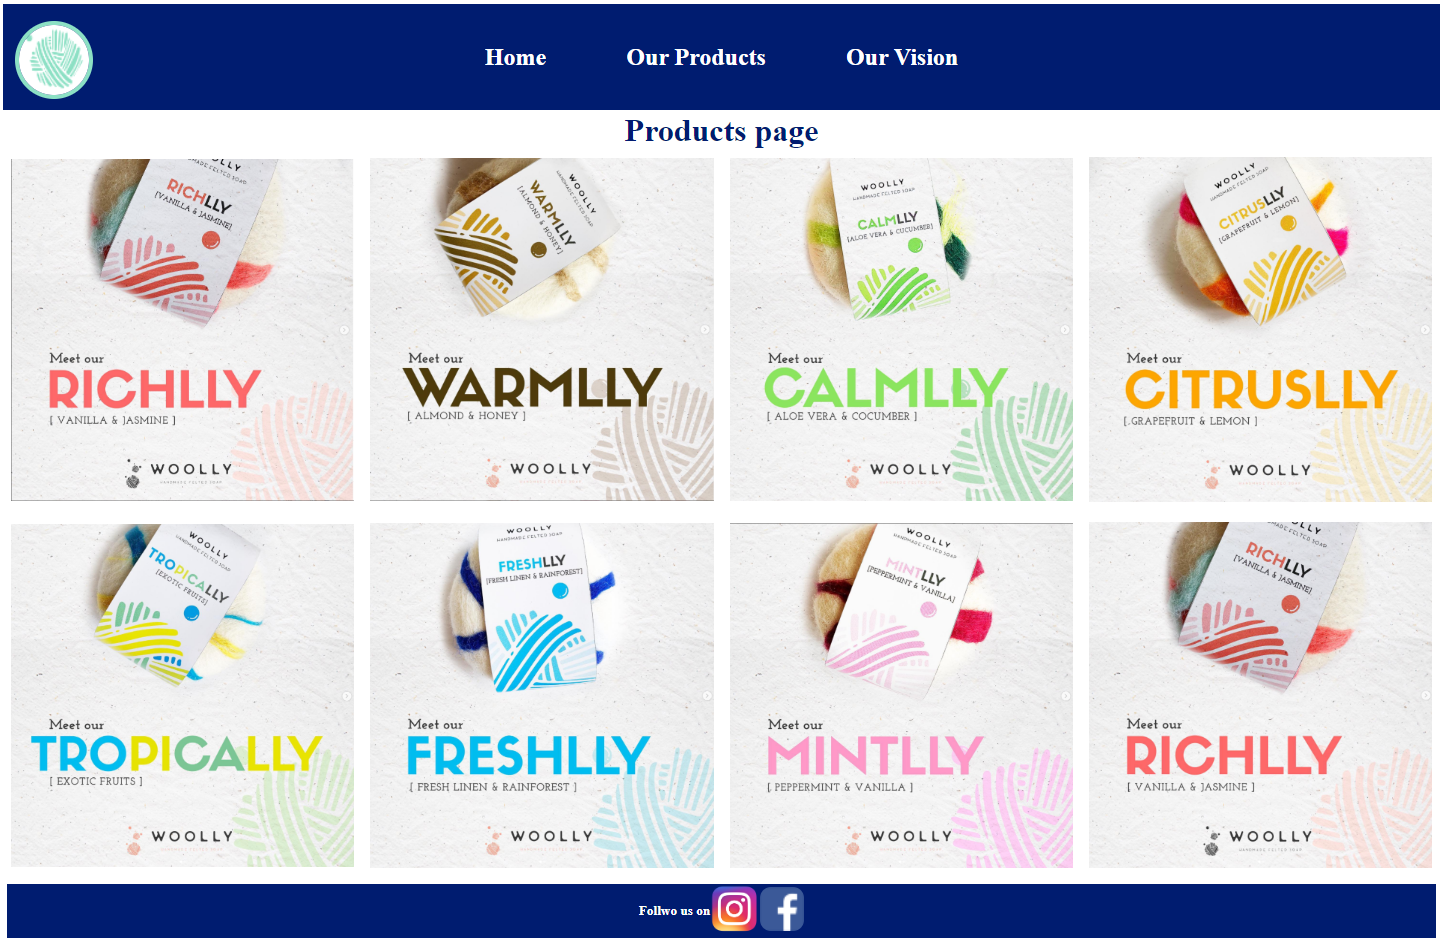 Home Our Products Our Vision
Products page
HANDMADE FELTED SOAP
RICHLLY
[VANILLA & JASMINE]
Meet our
RICHLLY
[ VANILLA & JASMINE ]
WOOLLY
HANDMADE FELTED SOAP
WOOLLY
HANDMADE FELTED SOAP
WARMLLY
[ALMOND & HONEY]
Meet our
WARMLLY
[ ALMOND & HONEY ]
WOOLLY
WOOLLY
HANDMADE FELTED SOAP
CALMLLY
[ALOE VERA & CUCUMBER]
Meet our
CALMLLY
[ ALOE VERA & COCUMBER ]
WOOLLY
WOOLLY
HANDMADE FELTED SOAP
CITRUSLLY
[GRAPEFRUIT & LEMON]
Meet our
CITRUSLLY
[ GRAPEFRUIT & LEMON ]
WOOLLY
WOOLLY
HANDMADE FELTED SOAP
TROPICALLY
[EXOTIC FRUITS]
Meet our
TROPICALLY
[ EXOTIC FRUITS ]
WOOLLY
WOOLLY
HANDMADE FELTED SOAP
FRESHLLY
[FRESH LINEN & RAINFOREST]
Meet our
FRESHLLY
[ FRESH LINEN & RAINFOREST ]
WOOLLY
WOOLLY
HANDMADE FELTED SOAP
MINTLLY
[PEPPERMINT & VANILLA]
Meet our
MINTLLY
[ PEPPERMINT & VANILLA ]
WOOLLY
WOOLLY
HANDMADE FELTED SOAP
RICHLLY
[VANILLA & JASMINE]
Meet our
RICHLLY
[ VANILLA & JASMINE ]
WOOLLY
HANDMADE FELTED SOAP
Follwo us on